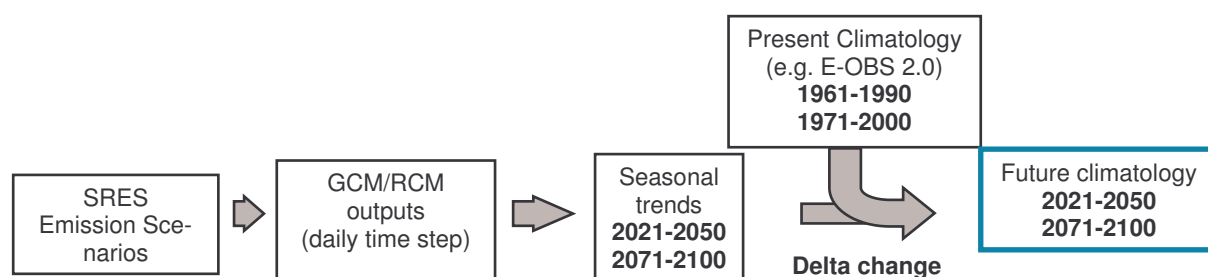 SRES
Emission Sce-
narios
GCM/RCM
outputs
(daily time step)
Seasonal
trends
2021-2050
2071-2100
Present Climatology
(e.g. E-OBS 2.0)
1961-1990
1971-2000
Delta change
Future climatology
2021-2050
2071-2100